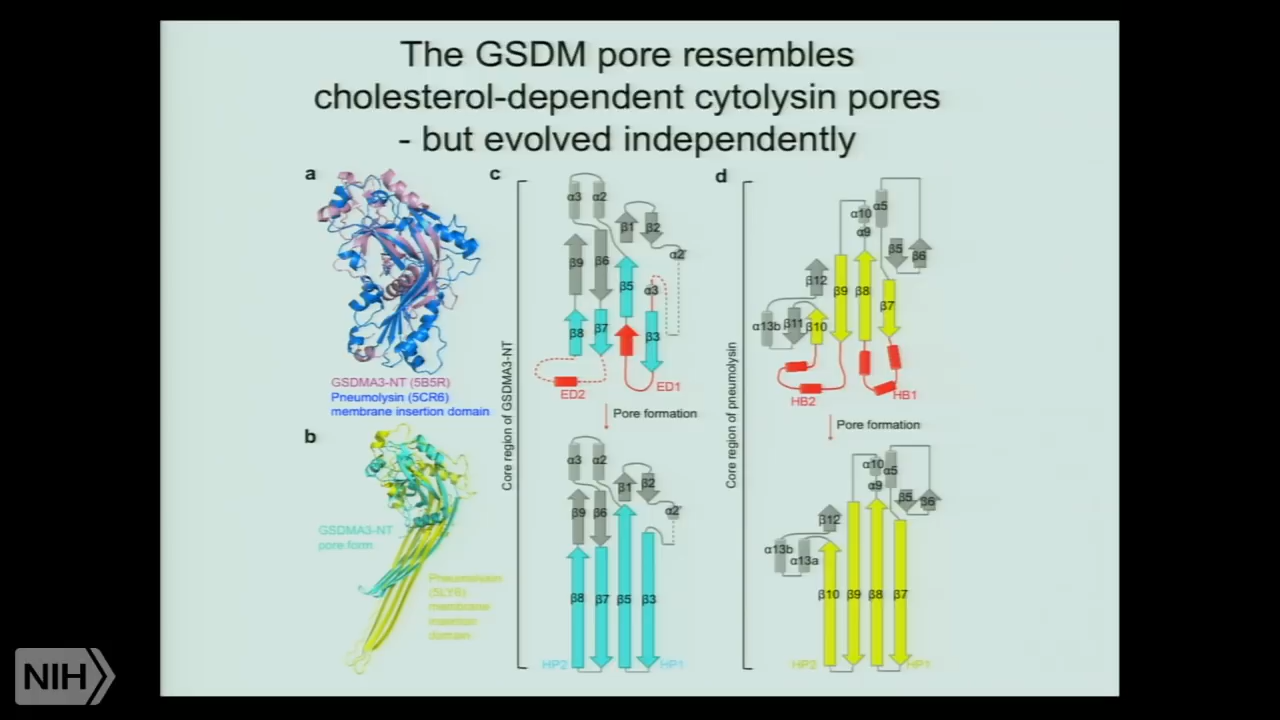 The GSDM pore resembles
cholesterol-dependent cytolysin pores
- but evolved independently
a
GSDMA3-NT (5B5R)
Pneumolysin (5CR6)
membrane insertion domain
b
GSDMA3-NT
pore form
Pneumolysin
(5LY6)
membrane
insertion
domain
c
Core region of GSDMA3-NT
α3 α2
β1 β2
α2'
β9 β6
β5 α3
β8 β7 β3
ED2 ED1
Pore formation
α3 α2
β1 β2
β9 β6 α2'
β8 β7 β5 β3
HP2 HP1
d
Core region of pneumolysin
α10 α5
α9
β5 β6
β12 β9 β8 β7
α13b β11 β10
HB2 HB1
Pore formation
α10 α5
α9 β5 β6
β12
α13b α13a
β10 β9 β8 β7
HP2 HP1
NIH